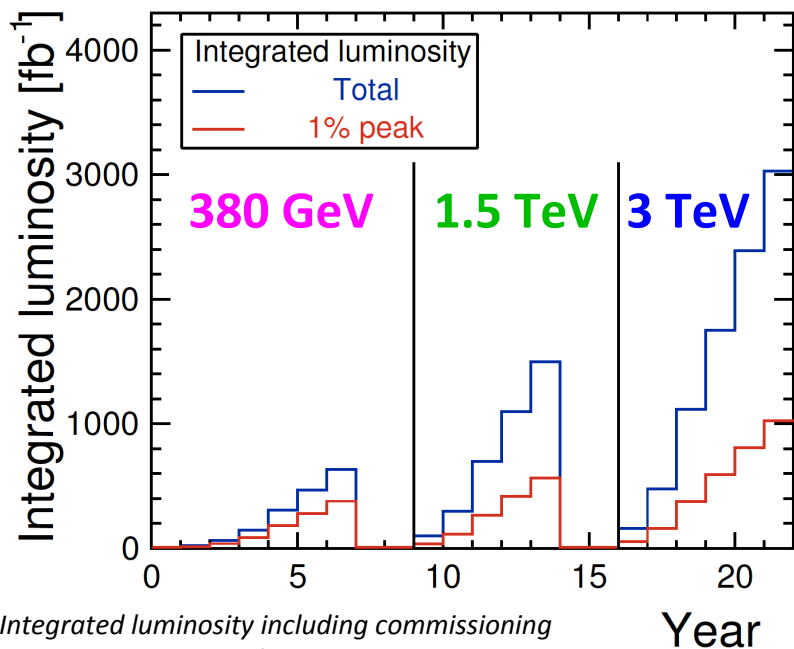 Integrated luminosity [fb⁻¹]
4000
3000
2000
1000
0
Integrated luminosity
Total
1% peak
380 GeV
1.5 TeV
3 TeV
0 5 10 15 20
Year
Integrated luminosity including commissioning